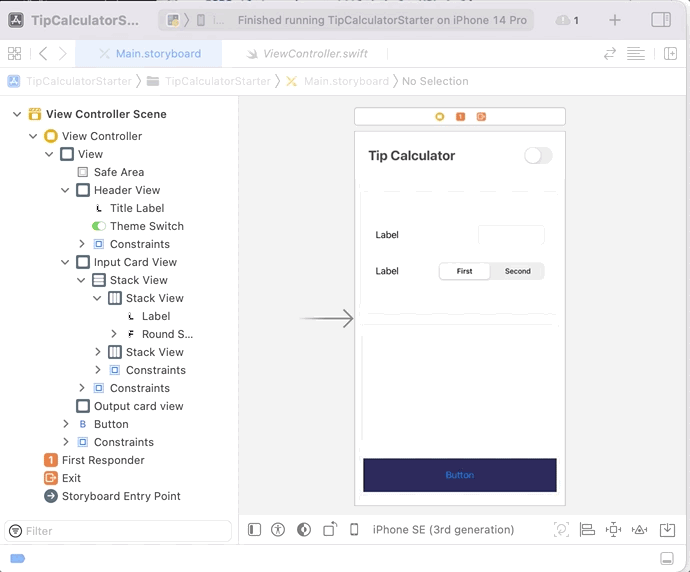 TipCalculatorS...
Finished running TipCalculatorStarter on iPhone 14 Pro
1
Main.storyboard
ViewController.swift
TipCalculatorStarter
TipCalculatorStarter
Main.storyboard
No Selection
View Controller Scene
View Controller
View
Safe Area
Header View
L Title Label
Theme Switch
Constraints
Input Card View
Stack View
Stack View
L Label
F Round S...
Stack View
Constraints
Constraints
Output card view
B Button
Constraints
1 First Responder
Exit
Storyboard Entry Point
Filter
1
Tip Calculator
Label
Label
First
Second
Button
iPhone SE (3rd generation)